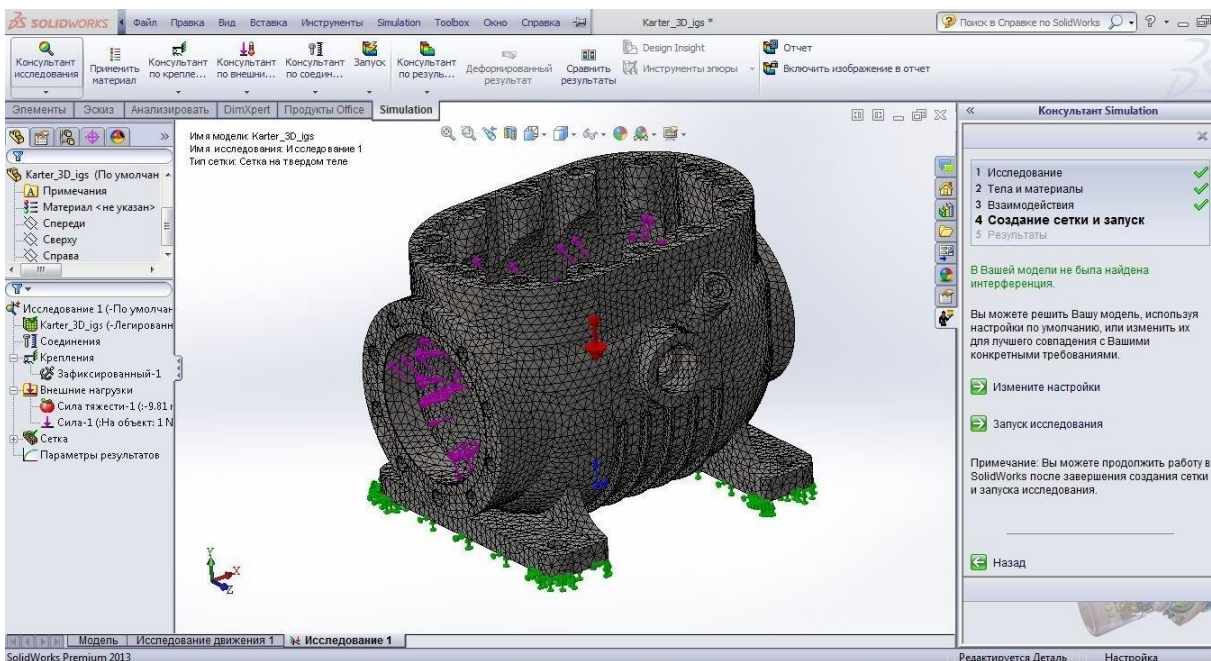 SOLIDWORKS Файл Правка Вид Вставка Инструменты Simulation Toolbox Окно Справка Karter_3D_igs * Поиск в Справке по SolidWorks
Консультант исследования
Применить материал
Консультант по крепле...
Консультант по внешни...
Консультант по соедин...
Запуск
Консультант по резуль...
Деформированный результат
Сравнить результаты
Design Insight
Инструменты эпюры
Отчет
Включить изображение в отчет
Элементы Эскиз Анализировать DimXpert Продукты Office Simulation
Karter_3D_igs (По умолчан
Примечания
Материал <не указан>
Спереди
Сверху
Справа
Исследование 1 (-По умолчан
Karter_3D_igs (-Легированн
Соединения
Крепления
Зафиксированный-1
Внешние нагрузки
Сила тяжести-1 (:-9.81
Сила-1 (:На объект: 1 N
Сетка
Параметры результатов
Имя модели: Karter_3D_igs
Имя исследования: Исследование 1
Тип сетки: Сетка на твердом теле
Y
X
Z
Консультант Simulation
1 Исследование
2 Тела и материалы
3 Взаимодействия
4 Создание сетки и запуск
5 Результаты
В Вашей модели не была найдена
интерференция.
Вы можете решить Вашу модель, используя
настройки по умолчанию, или изменить их
для лучшего совпадения с Вашими
конкретными требованиями.
Измените настройки
Запуск исследования
Примечание: Вы можете продолжить работу в
SolidWorks после завершения создания сетки
и запуска исследования.
Назад
Модель Исследование движения 1 Исследование 1
SolidWorks Premium 2013 Редактируется Деталь Настройка